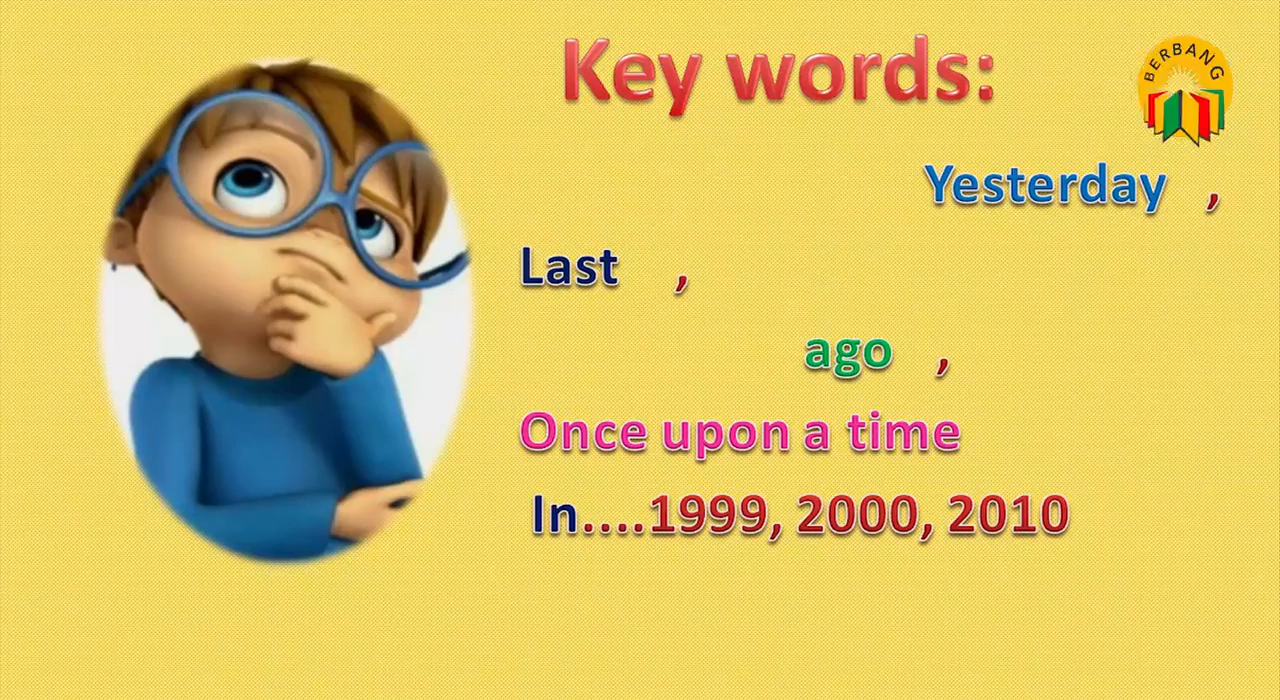 Key words:
BERBANG
Yesterday ,
Last ,
ago ,
Once upon a time
In....1999, 2000, 2010